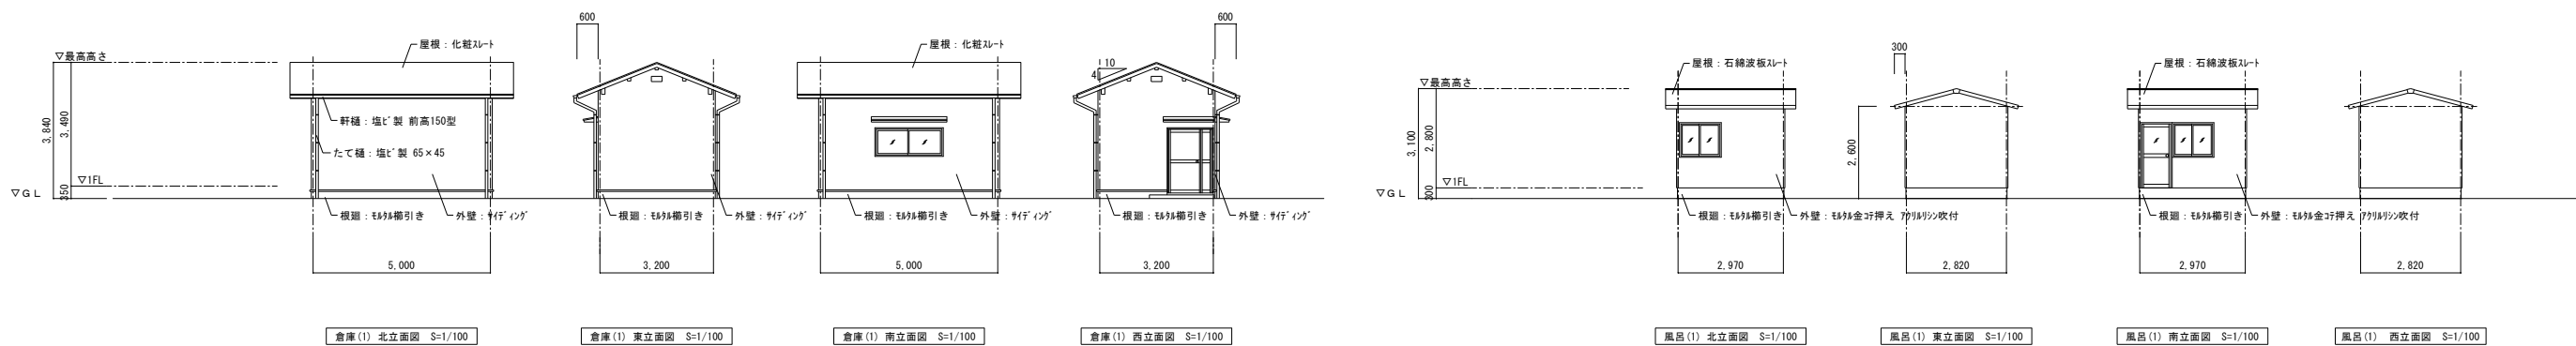 600
600
屋根：化粧ｽﾚｰﾄ
▽最高高さ
屋根：化粧ｽﾚｰﾄ
10
4
3,840
3,490
軒樋：塩ﾋﾞ製 前高150型
たて樋：塩ﾋﾞ製 65×45
▽1FL
▽ＧＬ
350
根廻：ﾓﾙﾀﾙ櫛引き
外壁：ｻｲﾃﾞｨﾝｸﾞ
根廻：ﾓﾙﾀﾙ櫛引き
外壁：ｻｲﾃﾞｨﾝｸﾞ
根廻：ﾓﾙﾀﾙ櫛引き
外壁：ｻｲﾃﾞｨﾝｸﾞ
根廻：ﾓﾙﾀﾙ櫛引き
外壁：ｻｲﾃﾞｨﾝｸﾞ
5,000
3,200
5,000
3,200
倉庫(1) 北立面図 S=1/100
倉庫(1) 東立面図 S=1/100
倉庫(1) 南立面図 S=1/100
倉庫(1) 西立面図 S=1/100
300
屋根：石綿波板ｽﾚｰﾄ
屋根：石綿波板ｽﾚｰﾄ
▽最高高さ
3,100
2,800
2,600
▽1FL
▽ＧＬ
300
根廻：ﾓﾙﾀﾙ櫛引き
外壁：ﾓﾙﾀﾙ金ｺﾃ押え ｱｸﾘﾙﾘｼﾝ吹付
根廻：ﾓﾙﾀﾙ櫛引き
外壁：ﾓﾙﾀﾙ金ｺﾃ押え ｱｸﾘﾙﾘｼﾝ吹付
2,970
2,820
2,970
2,820
風呂(1) 北立面図 S=1/100
風呂(1) 東立面図 S=1/100
風呂(1) 南立面図 S=1/100
風呂(1) 西立面図 S=1/100